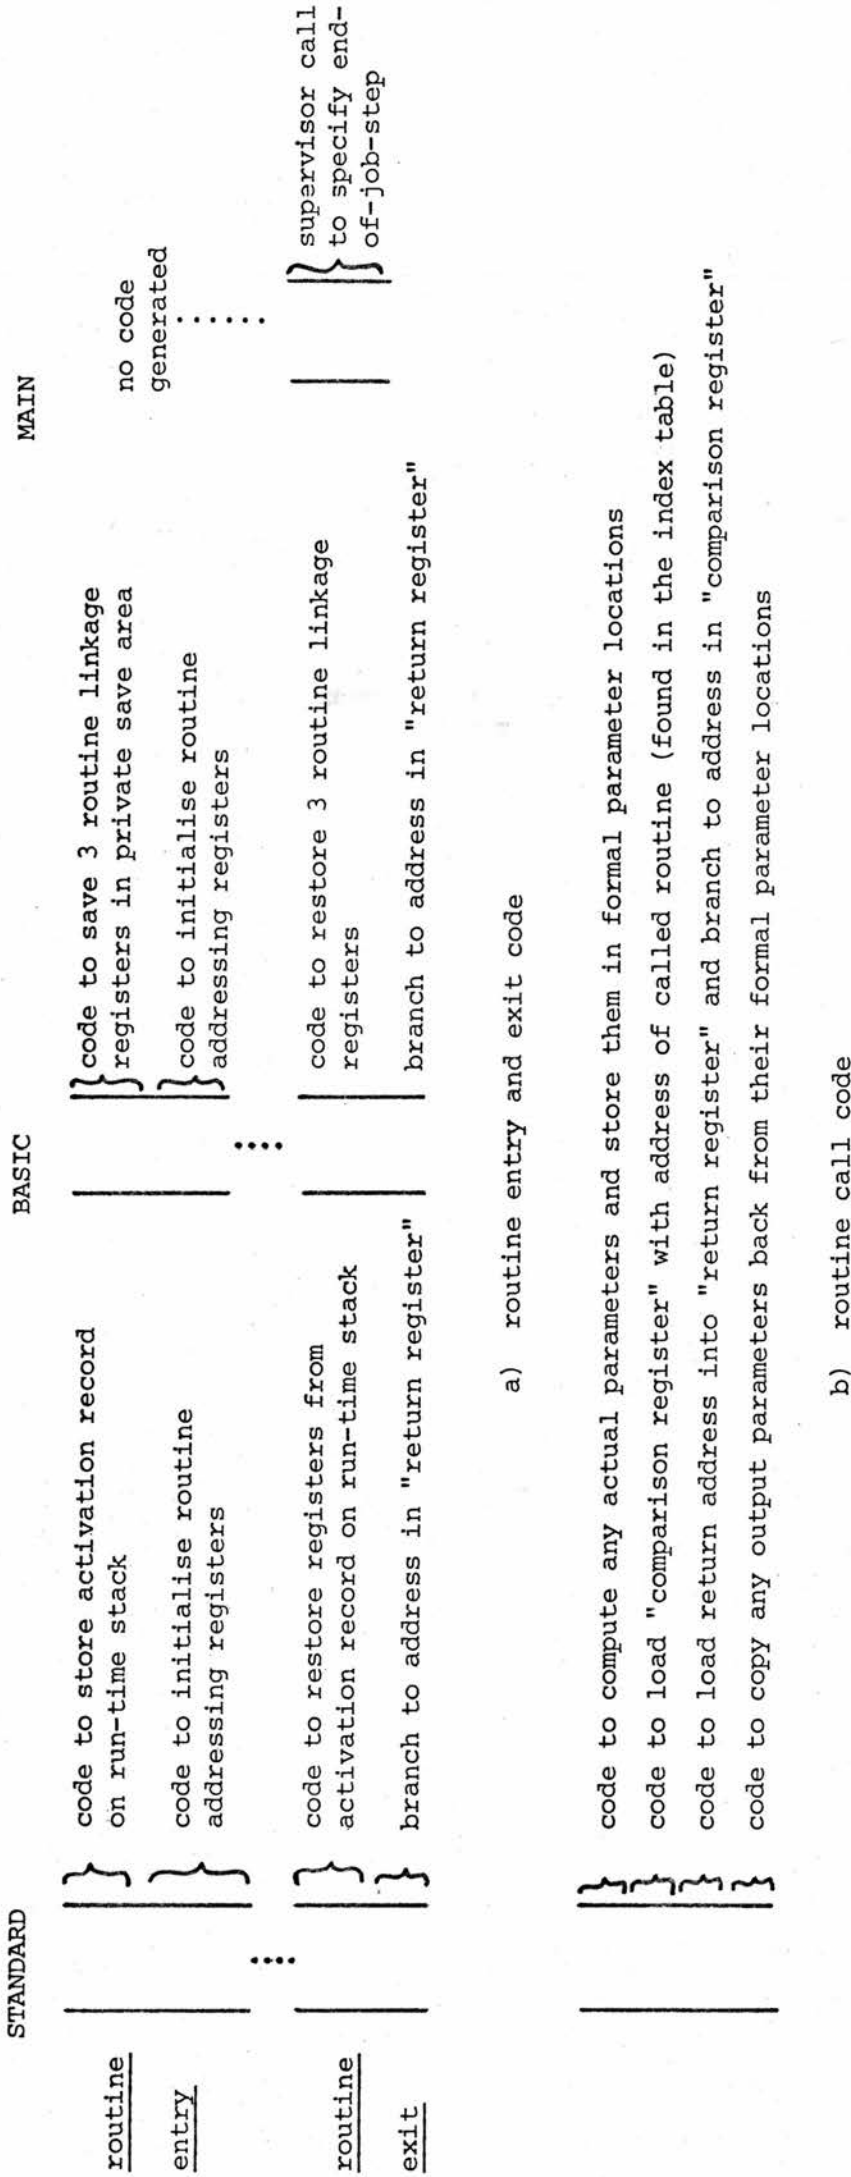 STANDARD
BASIC
MAIN
routine
entry
code to store activation record
on run-time stack
code to initialise routine
addressing registers
code to save 3 routine linkage
registers in private save area
code to initialise routine
addressing registers
no code
generated
routine
exit
code to restore registers from
activation record on run-time stack
branch to address in "return register"
code to restore 3 routine linkage
registers
branch to address in "return register"
supervisor call
to specify end-
of-job-step
a) routine entry and exit code
code to compute any actual parameters and store them in formal parameter locations
code to load "comparison register" with address of called routine (found in the index table)
code to load return address into "return register" and branch to address in "comparison register"
code to copy any output parameters back from their formal parameter locations
b) routine call code